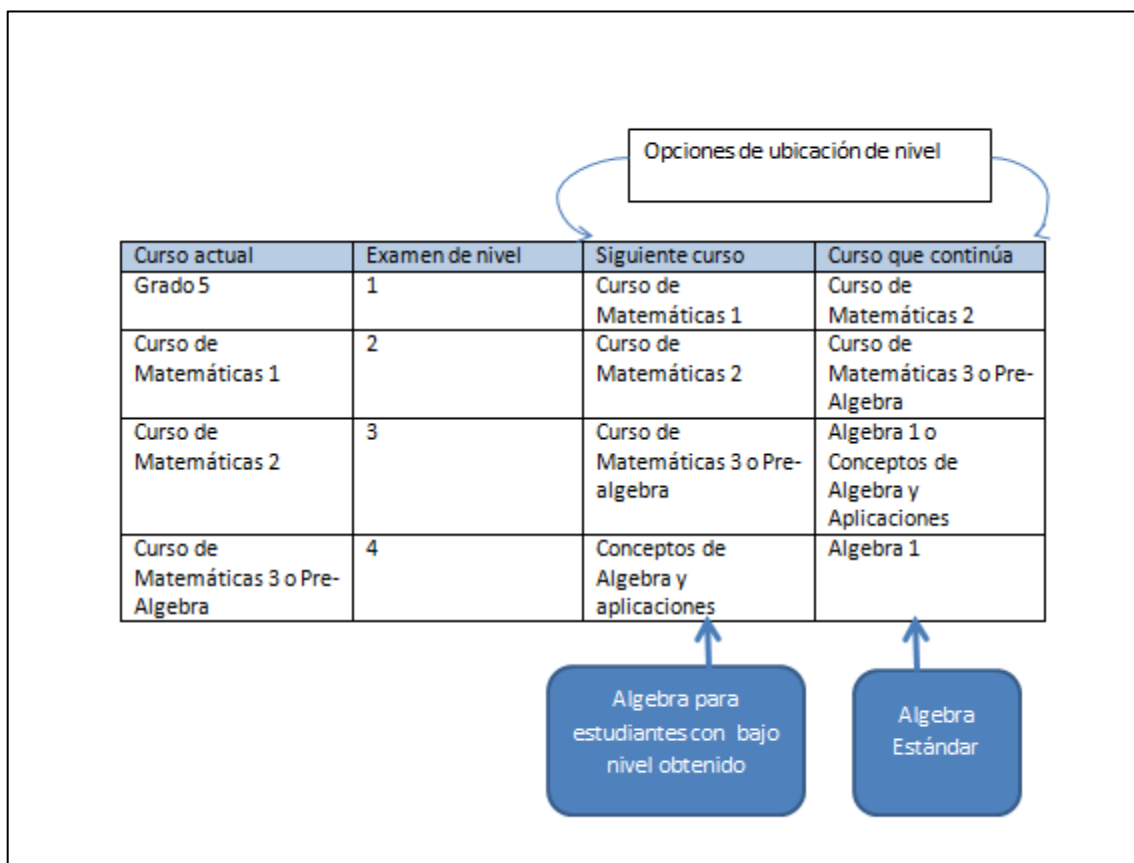 Opciones de ubicación de nivel
Curso actual Examen de nivel Siguiente curso Curso que continúa
Grado 5 1 Curso de Matemáticas 1 Curso de Matemáticas 2
Curso de Matemáticas 1 2 Curso de Matemáticas 2 Curso de Matemáticas 3 o Pre-Algebra
Curso de Matemáticas 2 3 Curso de Matemáticas 3 o Pre-algebra Algebra 1 o Conceptos de Algebra y Aplicaciones
Curso de Matemáticas 3 o Pre-Algebra 4 Conceptos de Algebra y aplicaciones Algebra 1
Algebra para
estudiantes con bajo
nivel obtenido
Algebra
Estándar